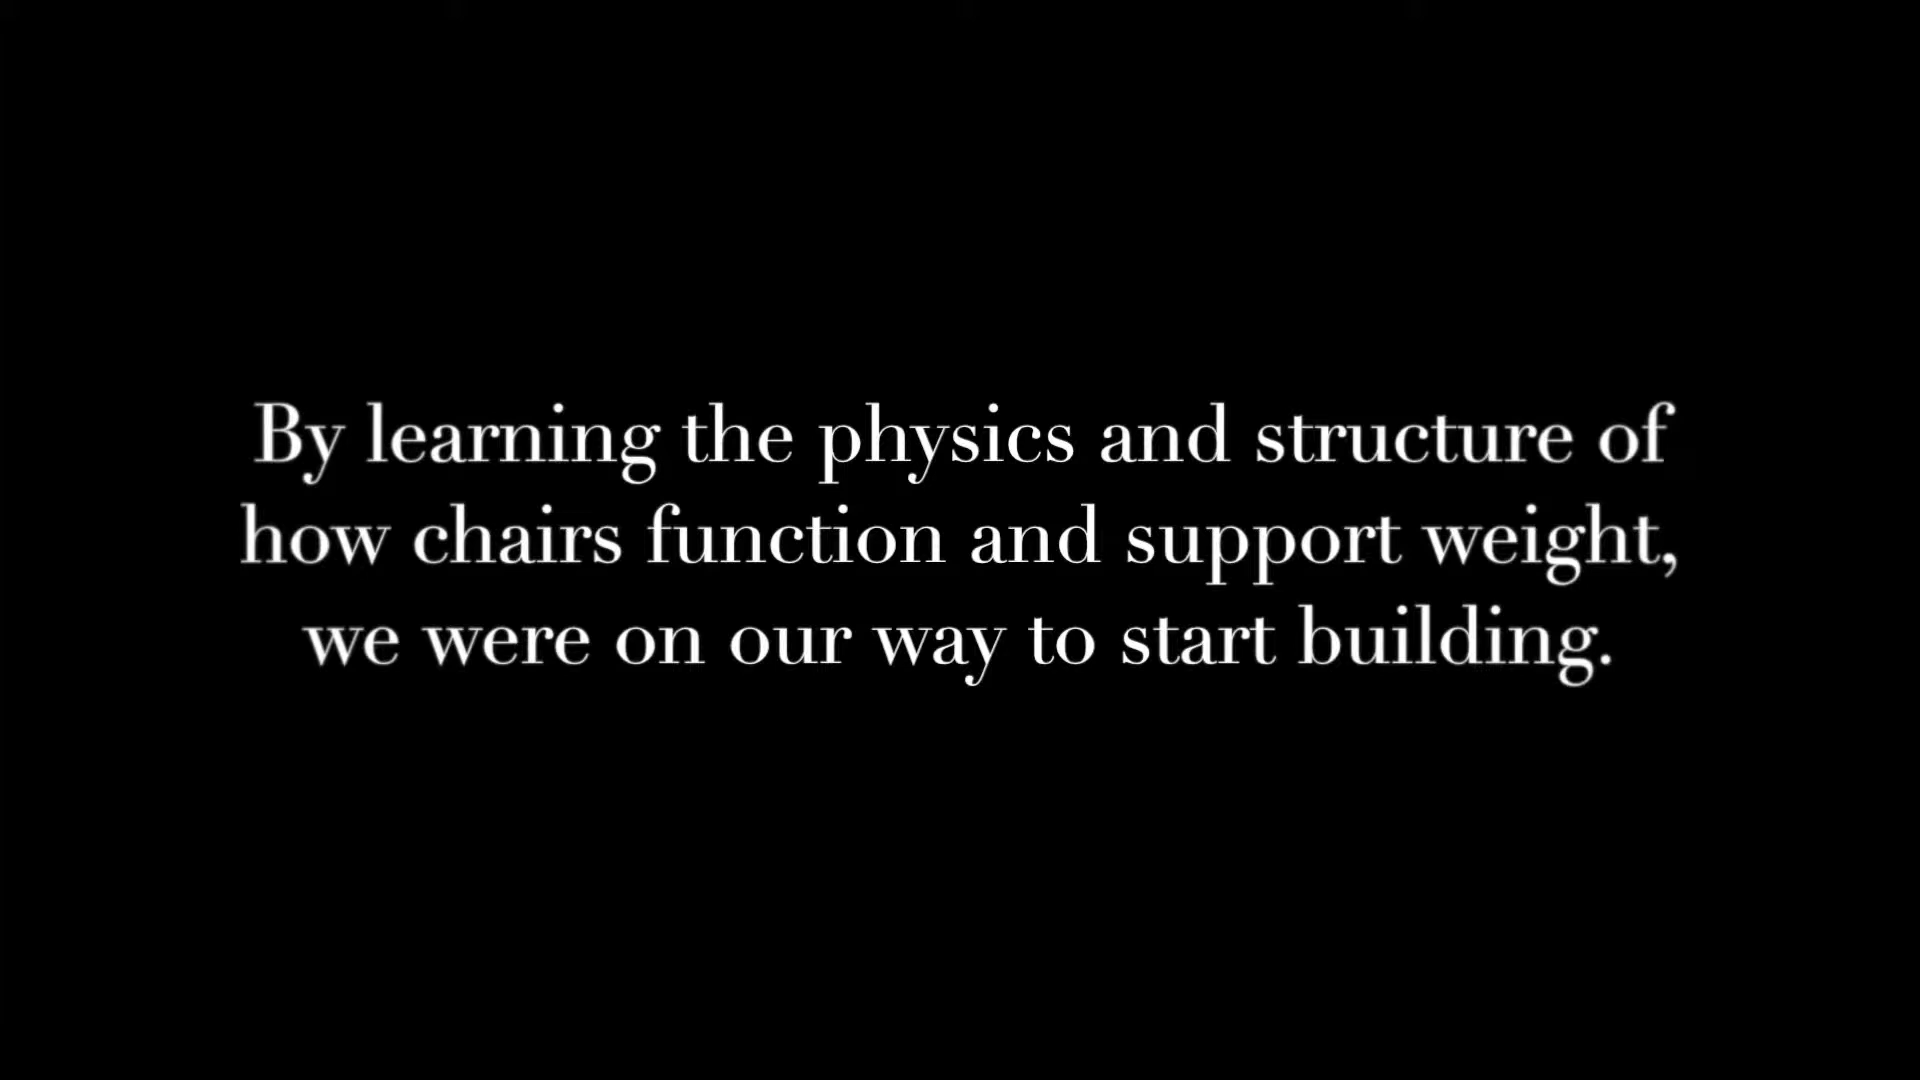 By learning the physics and structure of
how chairs function and support weight,
we were on our way to start building.